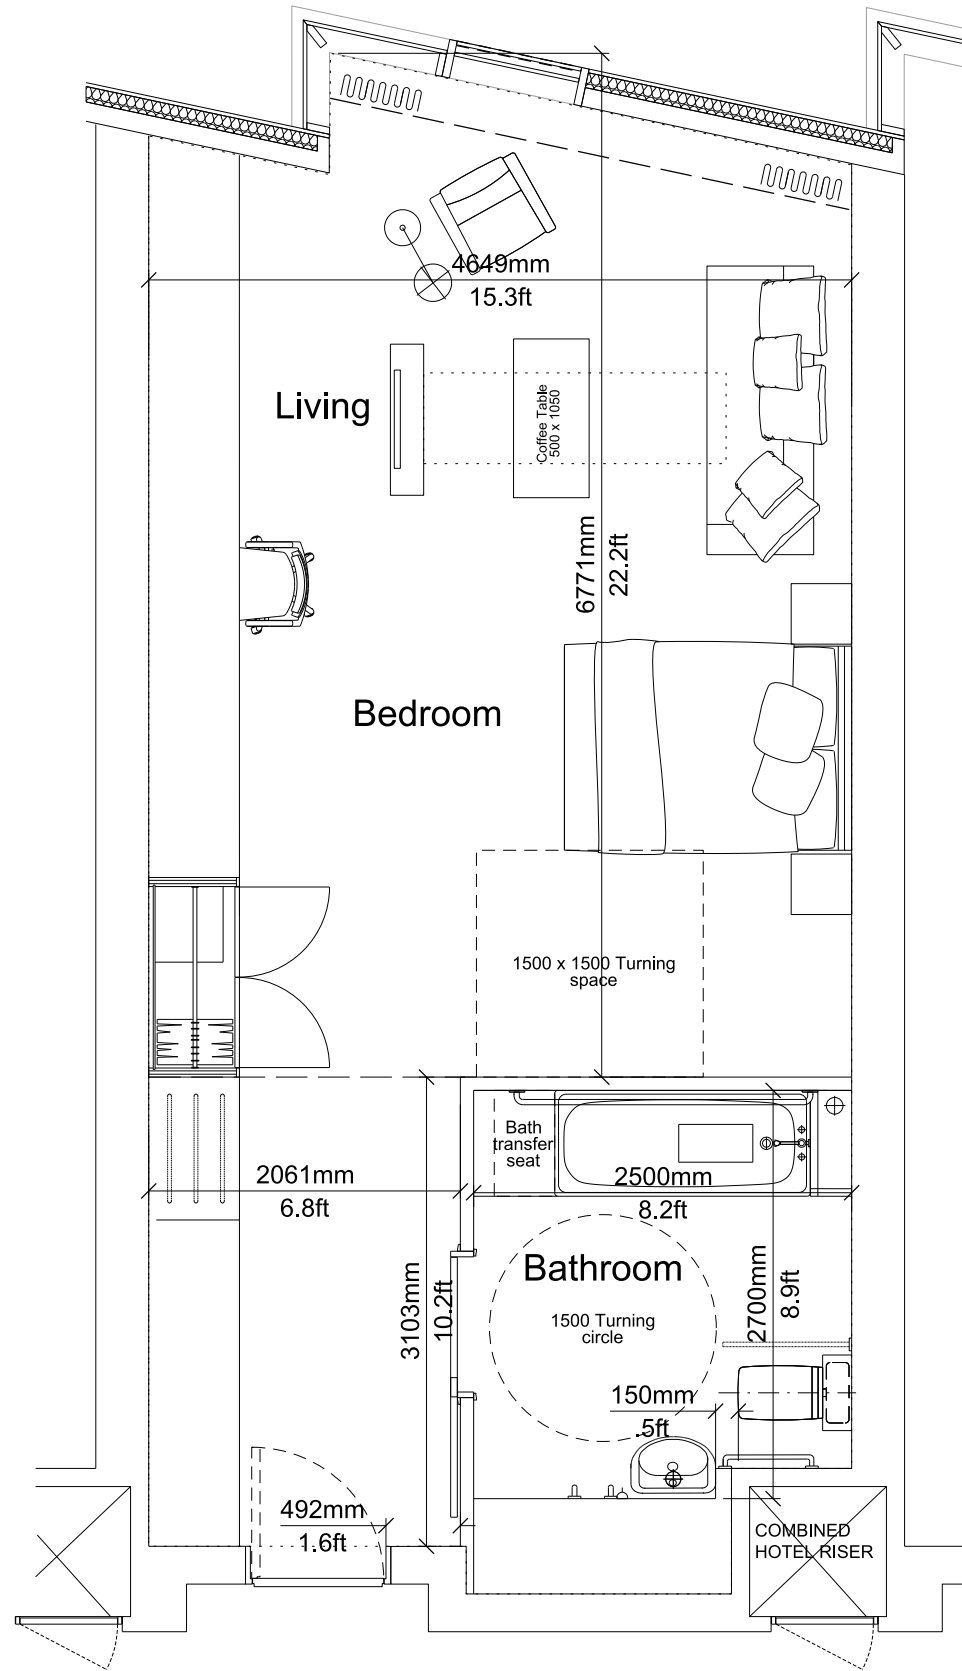 4649mm
15.3ft
Living
Coffee Table
500 x 1050
6771mm
22.2ft
Bedroom
1500 x 1500 Turning
space
Bath
transfer
seat
2061mm
6.8ft
2500mm
8.2ft
Bathroom
1500 Turning
circle
3103mm
10.2ft
2700mm
8.9ft
150mm
.5ft
492mm
1.6ft
COMBINED
HOTEL RISER